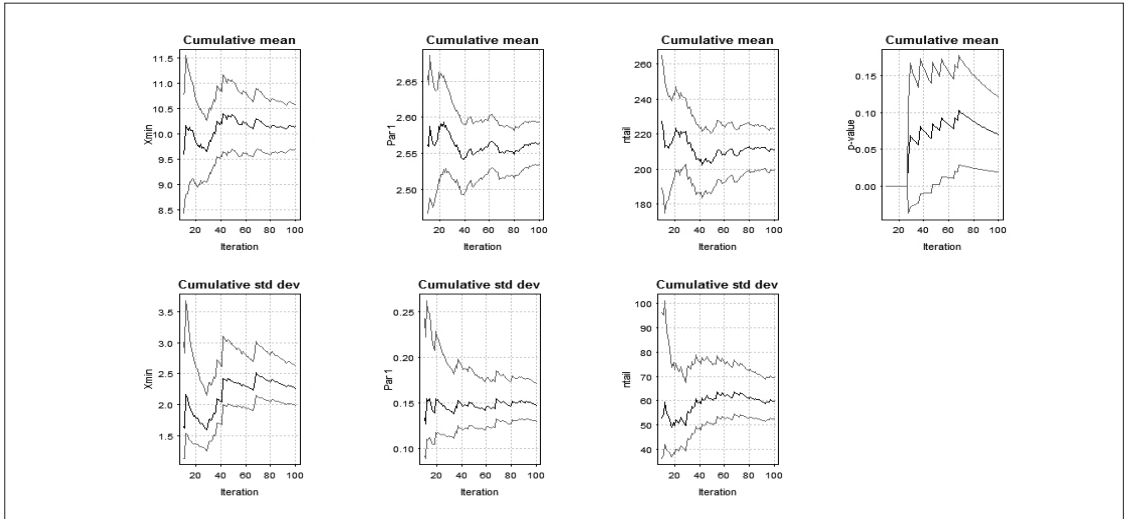 Cumulative mean
Xmin
11.5
11.0
10.5
10.0
9.5
9.0
8.5
20 40 60 80 100
Iteration
Cumulative mean
Par 1
2.65
2.60
2.55
2.50
20 40 60 80 100
Iteration
Cumulative mean
ntail
260
240
220
200
180
20 40 60 80 100
Iteration
Cumulative mean
p-value
0.15
0.10
0.05
0.00
20 40 60 80 100
Iteration
Cumulative std dev
Xmin
3.5
3.0
2.5
2.0
1.5
20 40 60 80 100
Iteration
Cumulative std dev
Par 1
0.25
0.20
0.15
0.10
20 40 60 80 100
Iteration
Cumulative std dev
ntail
100
90
80
70
60
50
40
20 40 60 80 100
Iteration